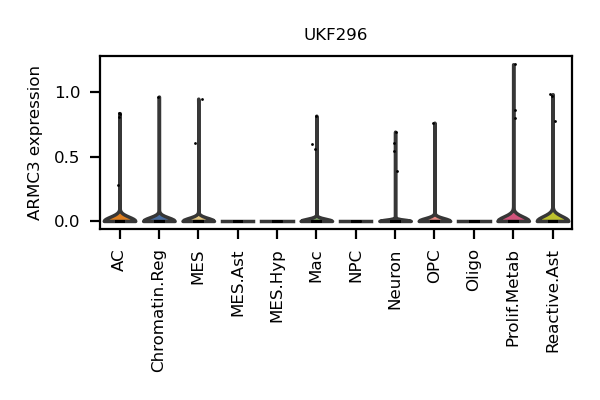 UKF296
ARMC3 expression
1.0
0.5
0.0
AC
Chromatin.Reg
MES
MES.Ast
MES.Hyp
Mac
NPC
Neuron
OPC
Oligo
Prolif.Metab
Reactive.Ast